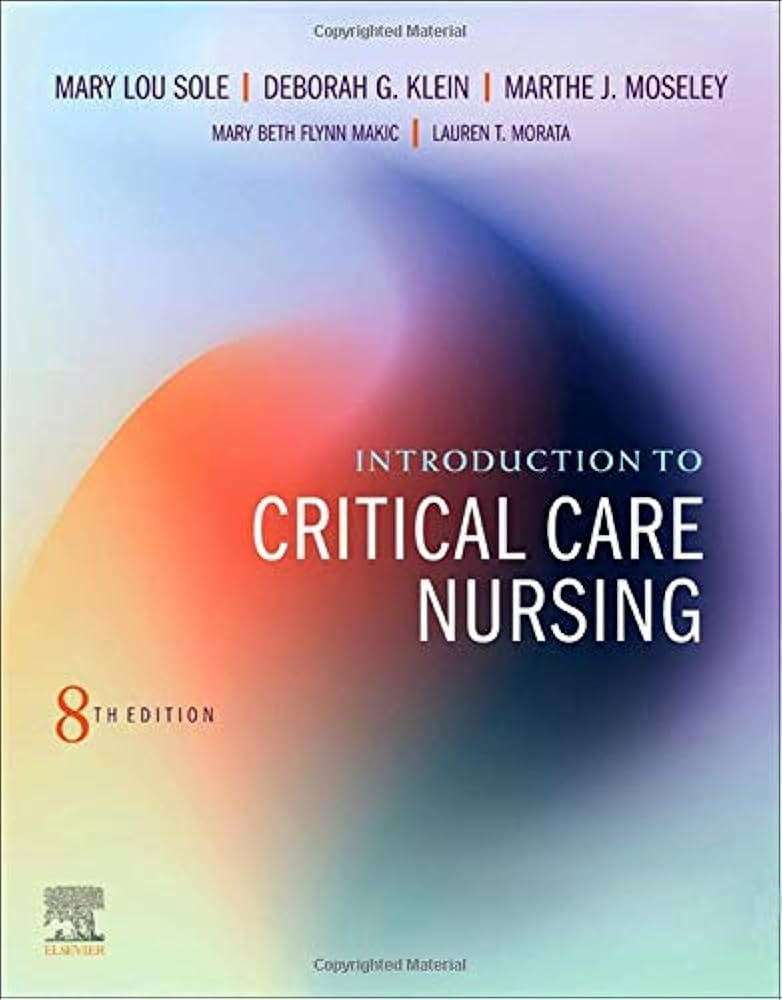 Copyrighted Material
MARY LOU SOLE | DEBORAH G. KLEIN | MARTHE J. MOSELEY
MARY BETH FLYNN MAKIC | LAUREN T. MORATA
INTRODUCTION TO
CRITICAL CARE
NURSING
8TH EDITION
ELSEVIER
Copyrighted Material